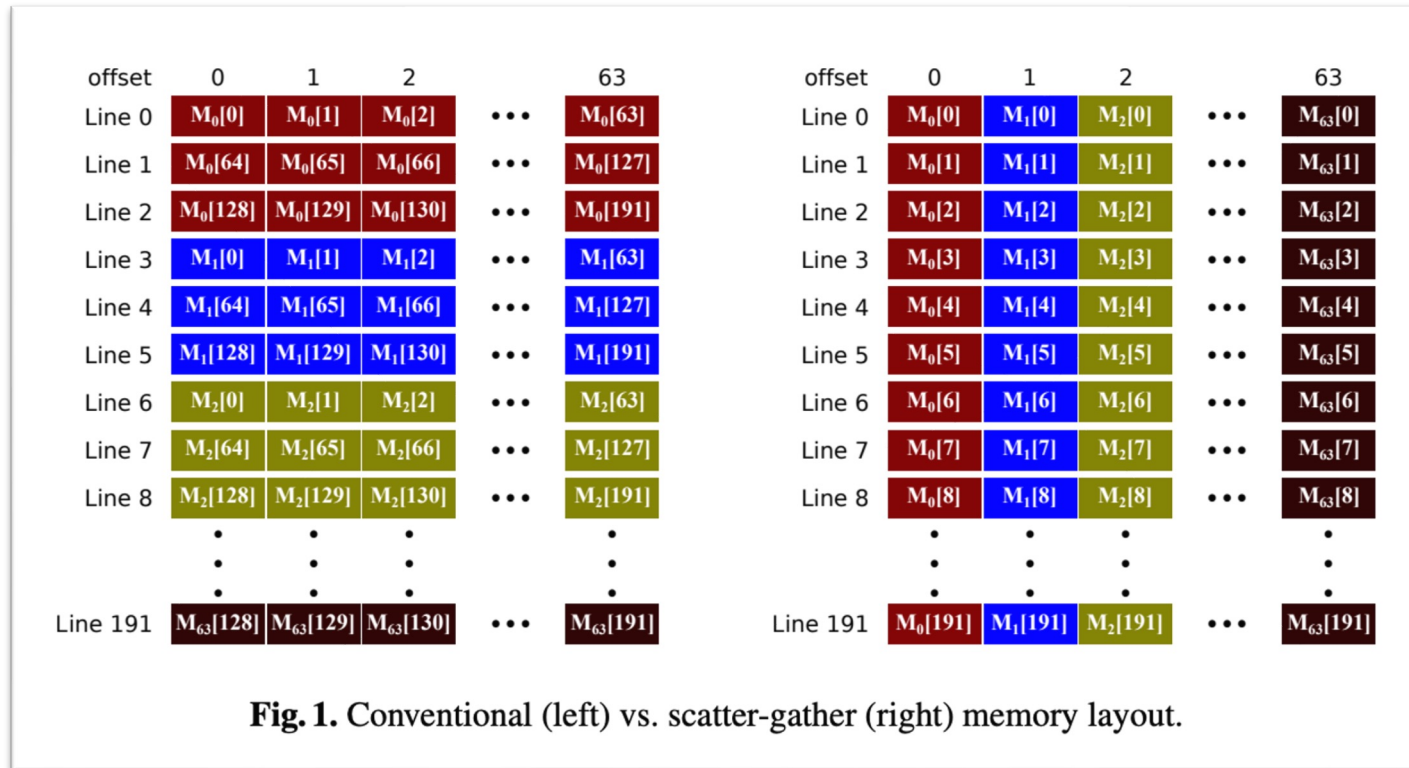 offset 0 1 2 63 offset 0 1 2 63
Line 0 M₀[0] M₀[1] M₀[2] ••• M₀[63] Line 0 M₀[0] M₁[0] M₂[0] ••• M₆₃[0]
Line 1 M₀[64] M₀[65] M₀[66] ••• M₀[127] Line 1 M₀[1] M₁[1] M₂[1] ••• M₆₃[1]
Line 2 M₀[128] M₀[129] M₀[130] ••• M₀[191] Line 2 M₀[2] M₁[2] M₂[2] ••• M₆₃[2]
Line 3 M₁[0] M₁[1] M₁[2] ••• M₁[63] Line 3 M₀[3] M₁[3] M₂[3] ••• M₆₃[3]
Line 4 M₁[64] M₁[65] M₁[66] ••• M₁[127] Line 4 M₀[4] M₁[4] M₂[4] ••• M₆₃[4]
Line 5 M₁[128] M₁[129] M₁[130] ••• M₁[191] Line 5 M₀[5] M₁[5] M₂[5] ••• M₆₃[5]
Line 6 M₂[0] M₂[1] M₂[2] ••• M₂[63] Line 6 M₀[6] M₁[6] M₂[6] ••• M₆₃[6]
Line 7 M₂[64] M₂[65] M₂[66] ••• M₂[127] Line 7 M₀[7] M₁[7] M₂[7] ••• M₆₃[7]
Line 8 M₂[128] M₂[129] M₂[130] ••• M₂[191] Line 8 M₀[8] M₁[8] M₂[8] ••• M₆₃[8]
Line 191 M₆₃[128] M₆₃[129] M₆₃[130] ••• M₆₃[191] Line 191 M₀[191] M₁[191] M₂[191] ••• M₆₃[191]
Fig. 1. Conventional (left) vs. scatter-gather (right) memory layout.